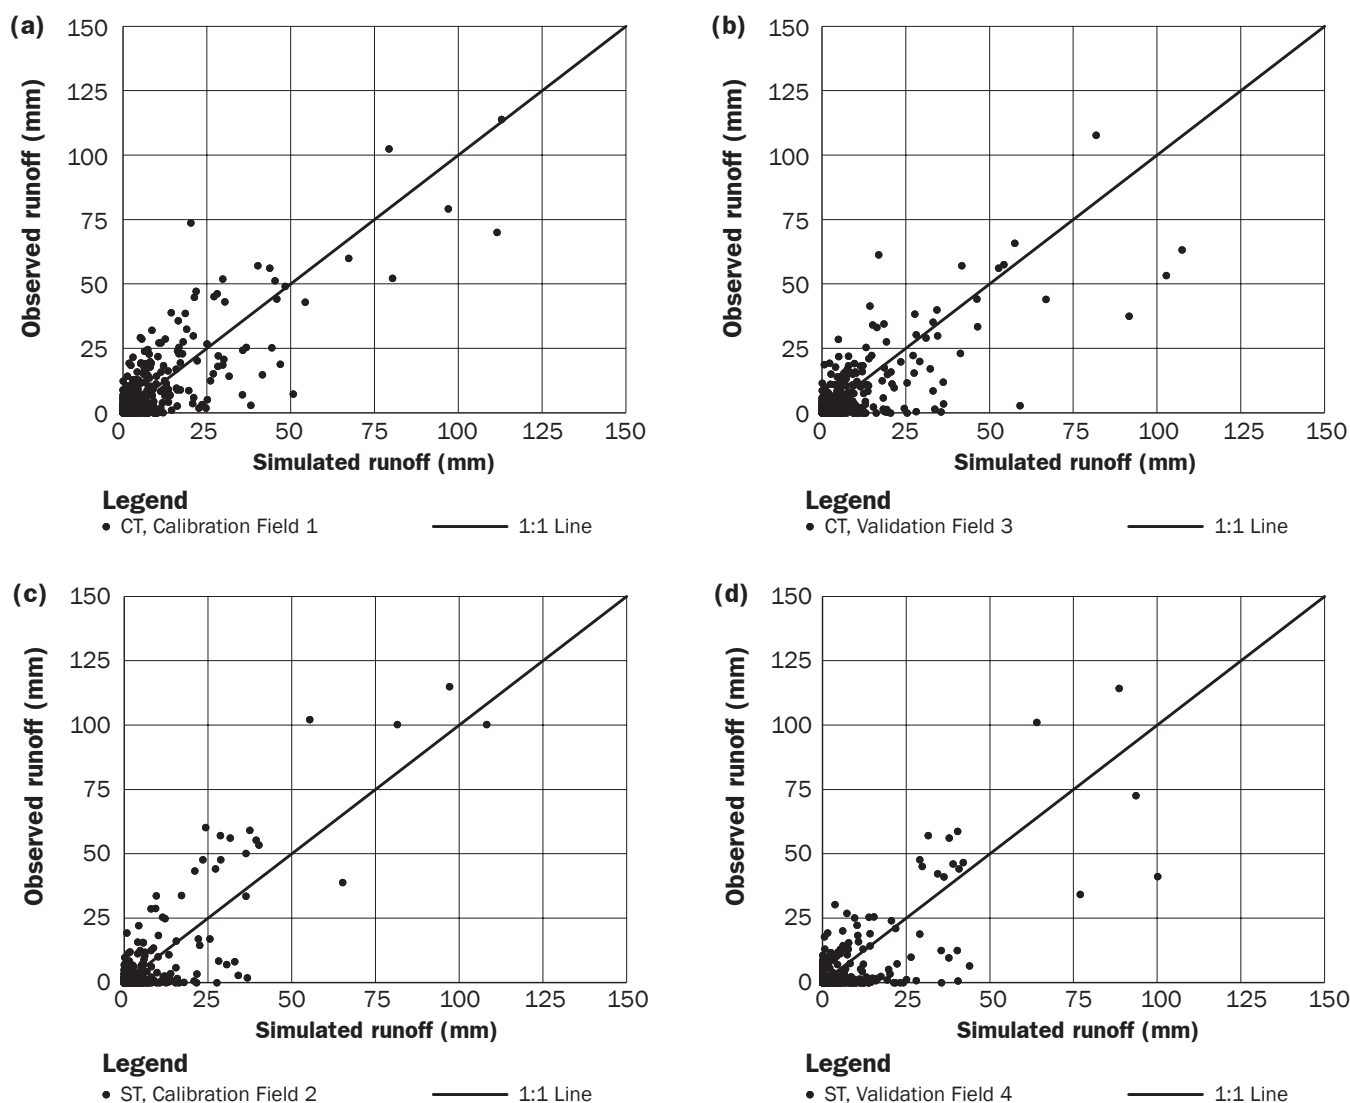 (a)
Observed runoff (mm)
150
125
100
75
50
25
0
0 25 50 75 100 125 150
Simulated runoff (mm)
Legend
CT, Calibration Field 1 1:1 Line
(b)
Observed runoff (mm)
150
125
100
75
50
25
0
0 25 50 75 100 125 150
Simulated runoff (mm)
Legend
CT, Validation Field 3 1:1 Line
(c)
Observed runoff (mm)
150
125
100
75
50
25
0
0 25 50 75 100 125 150
Simulated runoff (mm)
Legend
ST, Calibration Field 2 1:1 Line
(d)
Observed runoff (mm)
150
125
100
75
50
25
0
0 25 50 75 100 125 150
Simulated runoff (mm)
Legend
ST, Validation Field 4 1:1 Line